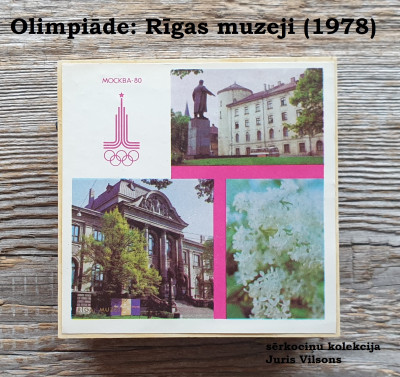 Olimpiāde: Rīgas muzeji (1978)
МОСКВА-80
sērkociņu kolekcija
Juris Vilsons